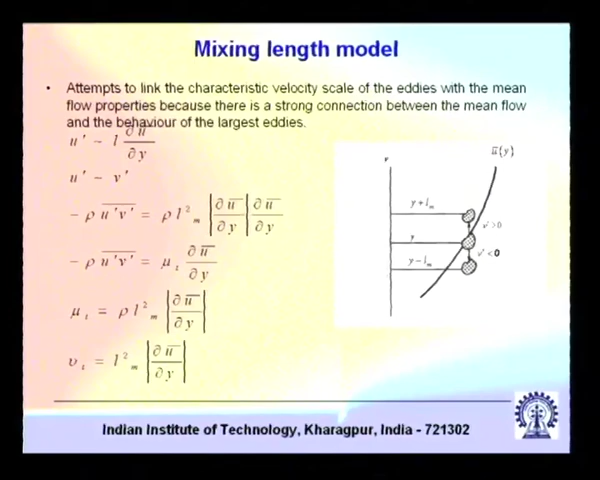 Mixing length model
• Attempts to link the characteristic velocity scale of the eddies with the mean
flow properties because there is a strong connection between the mean flow
and the behaviour of the largest eddies.
u' ~ l ∂u̅/∂y
u' ~ v'
- ρ u̅'̅v̅'̅ = ρ l²ₘ |∂u̅/∂y| ∂u̅/∂y
- ρ u̅'̅v̅'̅ = μₜ ∂u̅/∂y
μₜ = ρ l²ₘ |∂u̅/∂y|
υₜ = l²ₘ |∂u̅/∂y|
u̅(y)
y+lₘ
v'>0
y
v'<0
y-lₘ
Indian Institute of Technology, Kharagpur, India - 721302